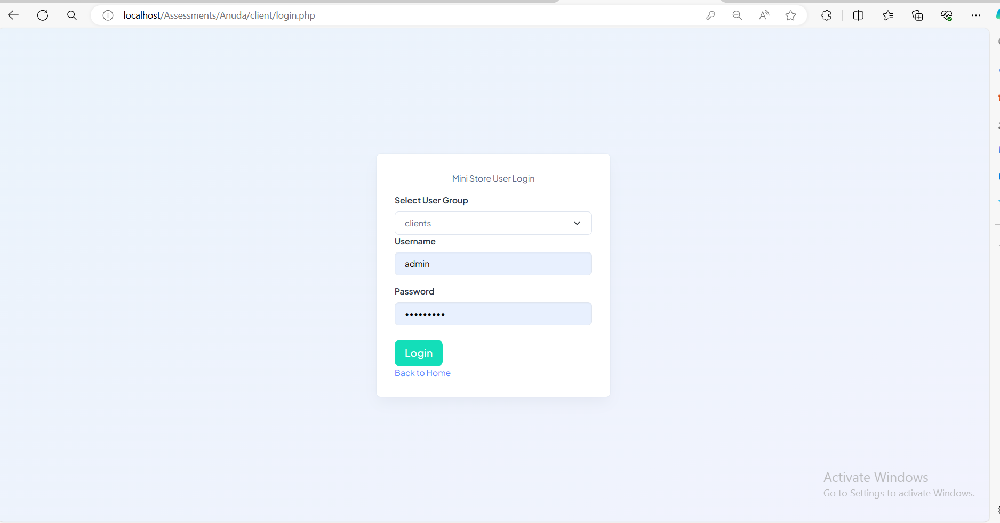 localhost/Assessments/Anuda/client/login.php
Mini Store User Login
Select User Group
clients
Username
admin
Password
•••••••••
Login
Back to Home
Activate Windows
Go to Settings to activate Windows.